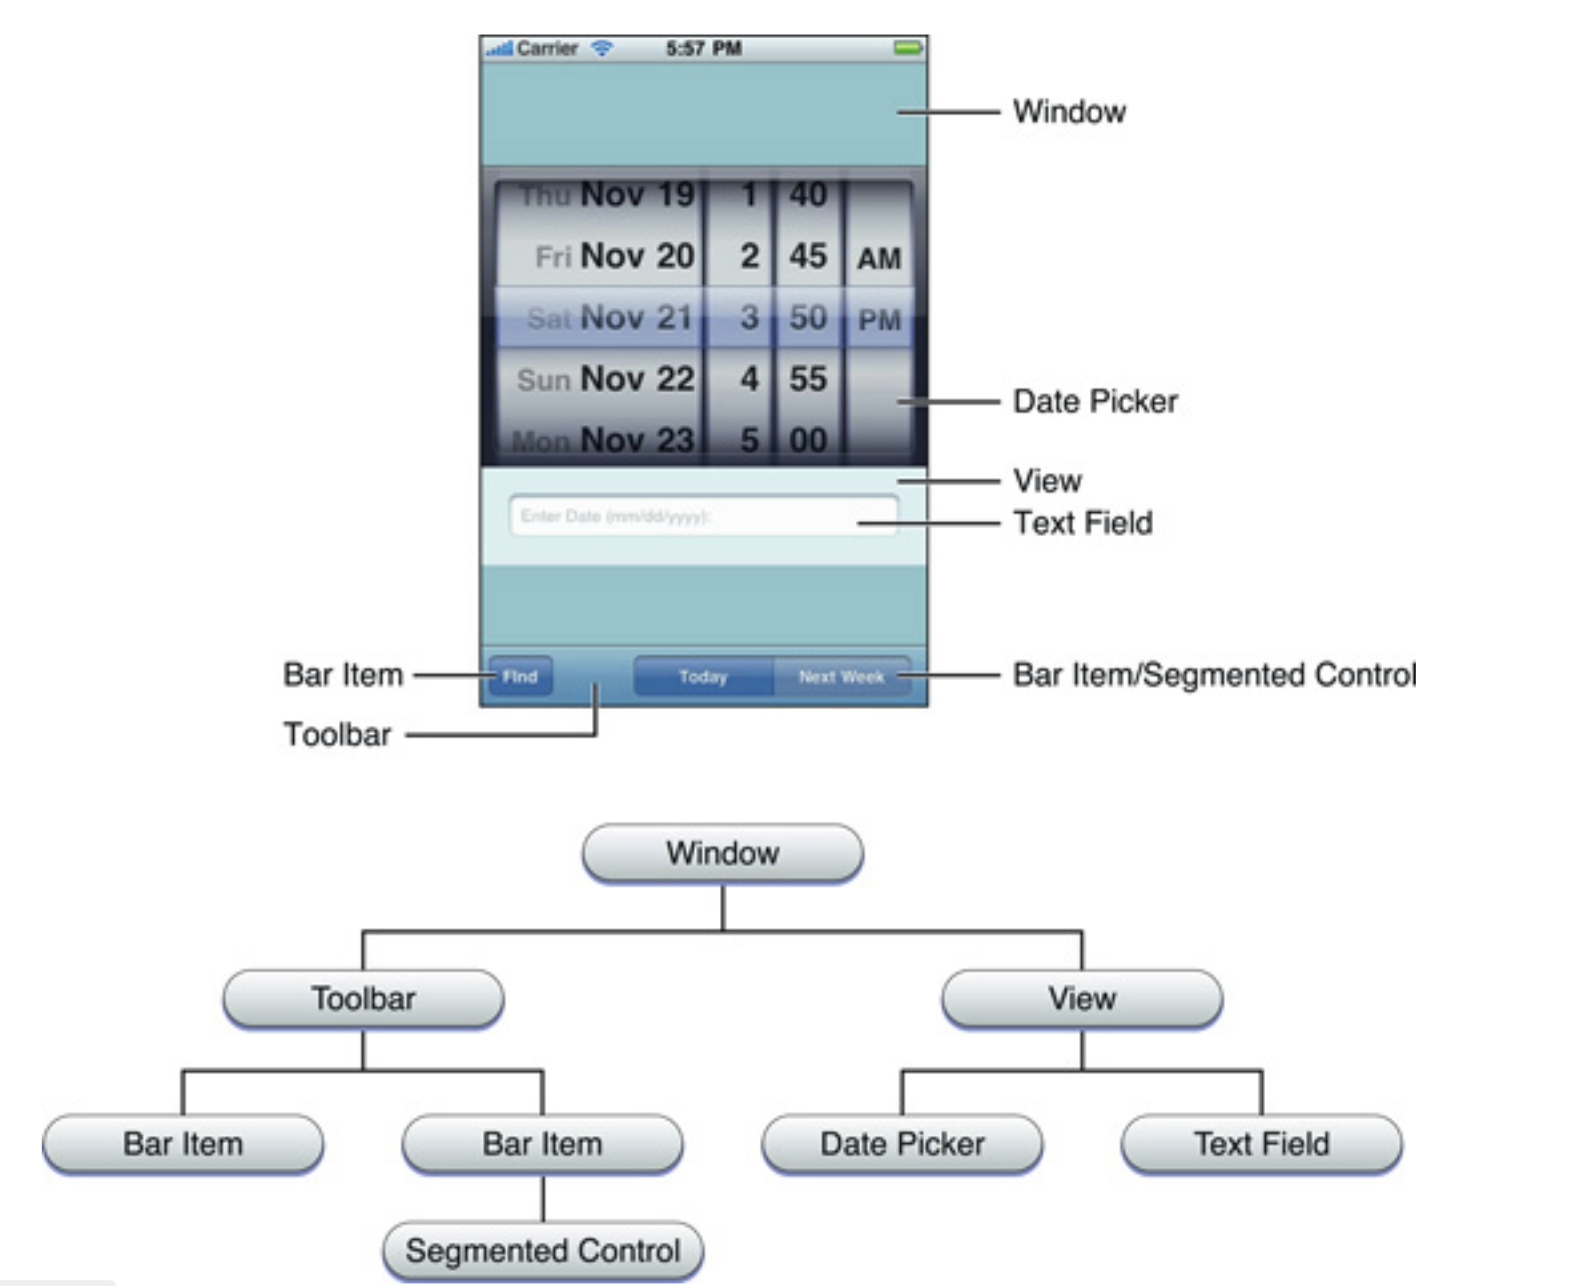 Carrier 5:57 PM
Window
Thu Nov 19 1 40
Fri Nov 20 2 45 AM
Sat Nov 21 3 50 PM
Sun Nov 22 4 55
Date Picker
Mon Nov 23 5 00
View
Enter Date (mm/dd/yyyy):
Text Field
Bar Item
Find
Today
Next Week
Bar Item/Segmented Control
Toolbar
Window
Toolbar
View
Bar Item
Bar Item
Date Picker
Text Field
Segmented Control